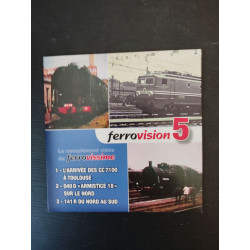 ferrovision 5
Le complément vidéo
de ferrovissime
1 - L'ARRIVÉE DES CC 7100
À TOULOUSE
2 - 040 D « ARMISTICE 18 »
SUR LE NORD
3 - 141 R DU NORD AU SUD